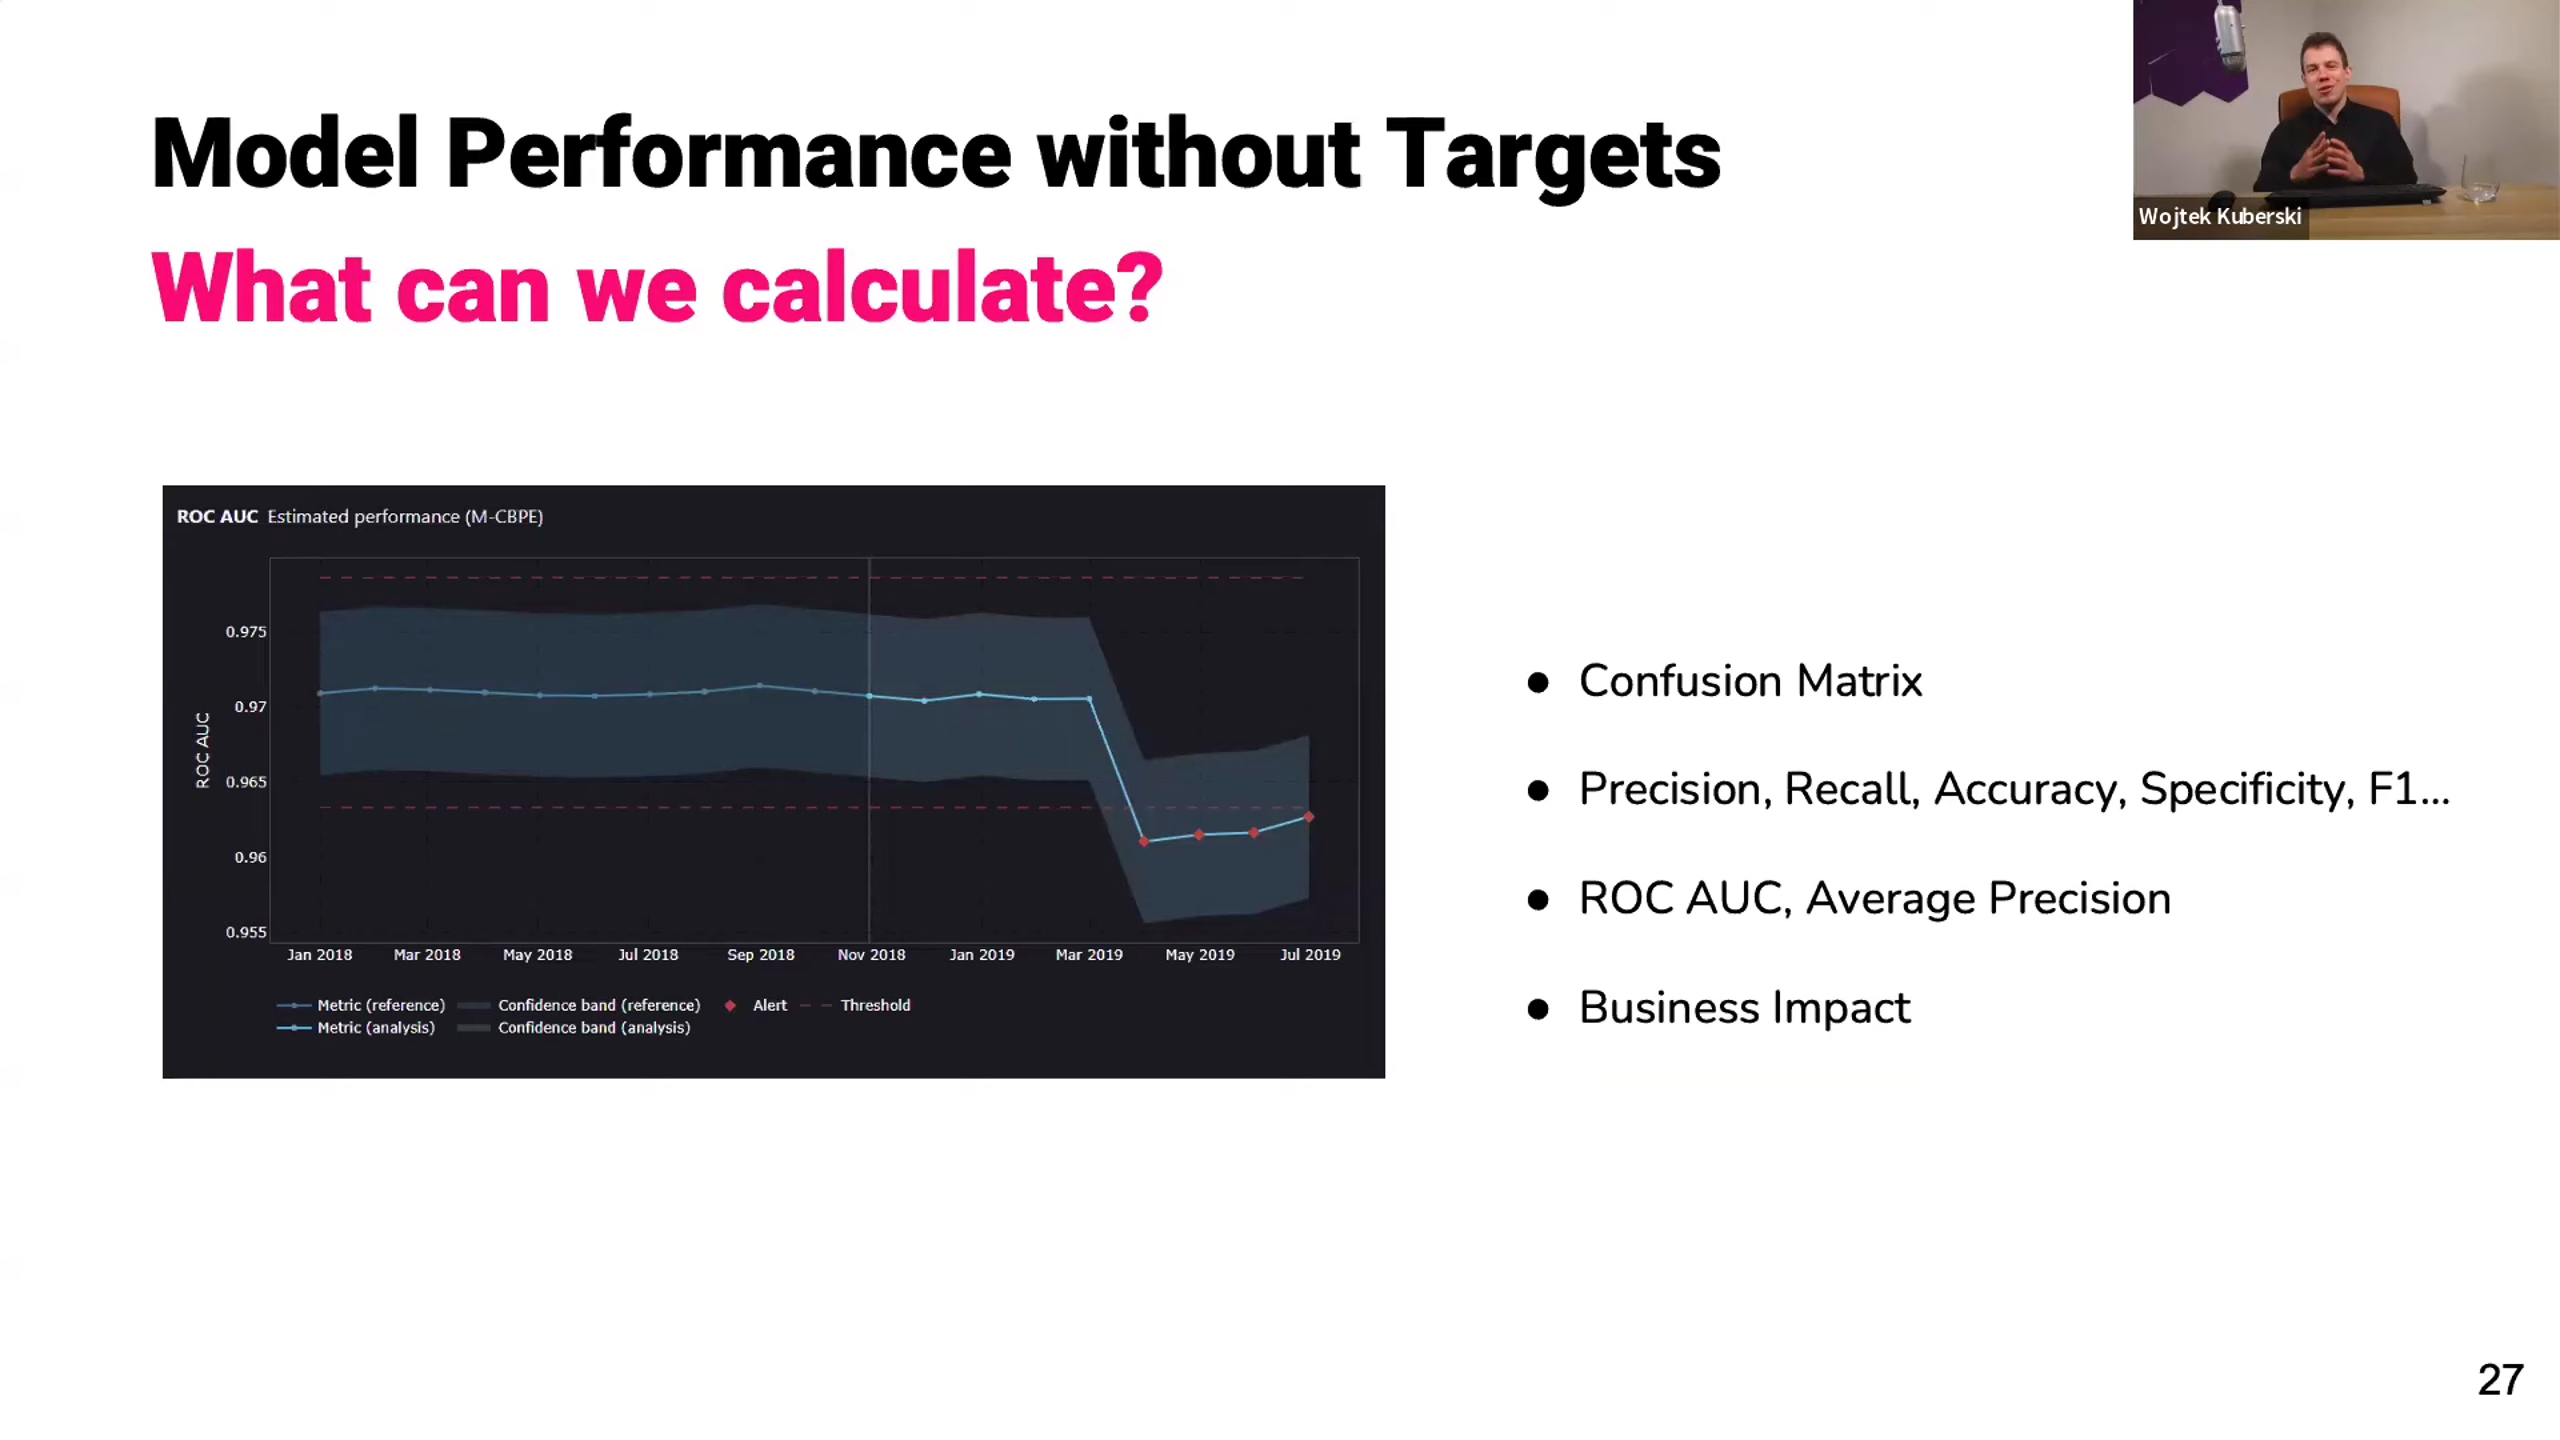 Model Performance without Targets
What can we calculate?
Wojtek Kuberski
ROC AUC Estimated performance (M-CBPE)
ROC AUC
0.975
0.97
0.965
0.96
0.955
Jan 2018 Mar 2018 May 2018 Jul 2018 Sep 2018 Nov 2018 Jan 2019 Mar 2019 May 2019 Jul 2019
Metric (reference) Confidence band (reference) Alert Threshold
Metric (analysis) Confidence band (analysis)
● Confusion Matrix
● Precision, Recall, Accuracy, Specificity, F1...
● ROC AUC, Average Precision
● Business Impact
27